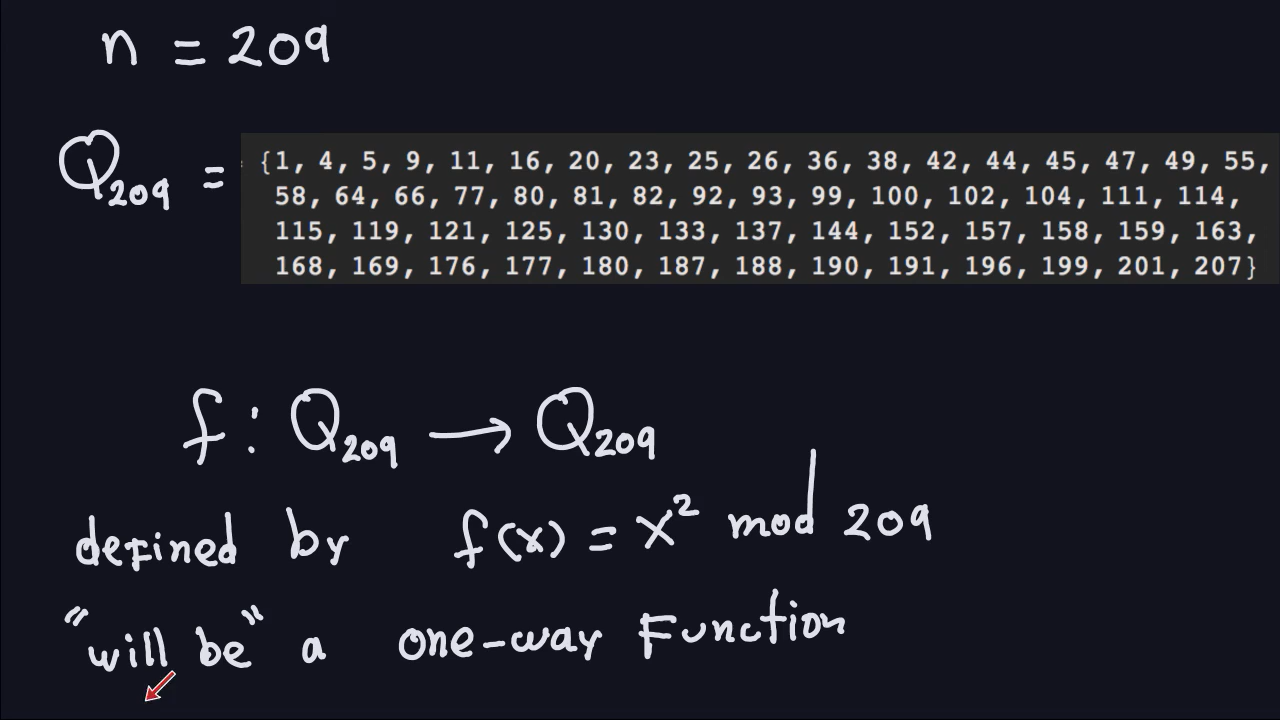 n = 209
Q₂₀₉ = {1, 4, 5, 9, 11, 16, 20, 23, 25, 26, 36, 38, 42, 44, 45, 47, 49, 55,
58, 64, 66, 77, 80, 81, 82, 92, 93, 99, 100, 102, 104, 111, 114,
115, 119, 121, 125, 130, 133, 137, 144, 152, 157, 158, 159, 163,
168, 169, 176, 177, 180, 187, 188, 190, 191, 196, 199, 201, 207}
f : Q₂₀₉ → Q₂₀₉
defined by f(x) = x² mod 209
"will be" a one-way Function